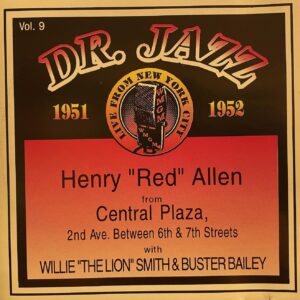 Vol. 9
DR. JAZZ
1951
1952
LIVE FROM NEW YORK CITY
WMGM
Henry "Red" Allen
from
Central Plaza,
2nd Ave. Between 6th & 7th Streets
with
WILLIE "THE LION" SMITH & BUSTER BAILEY